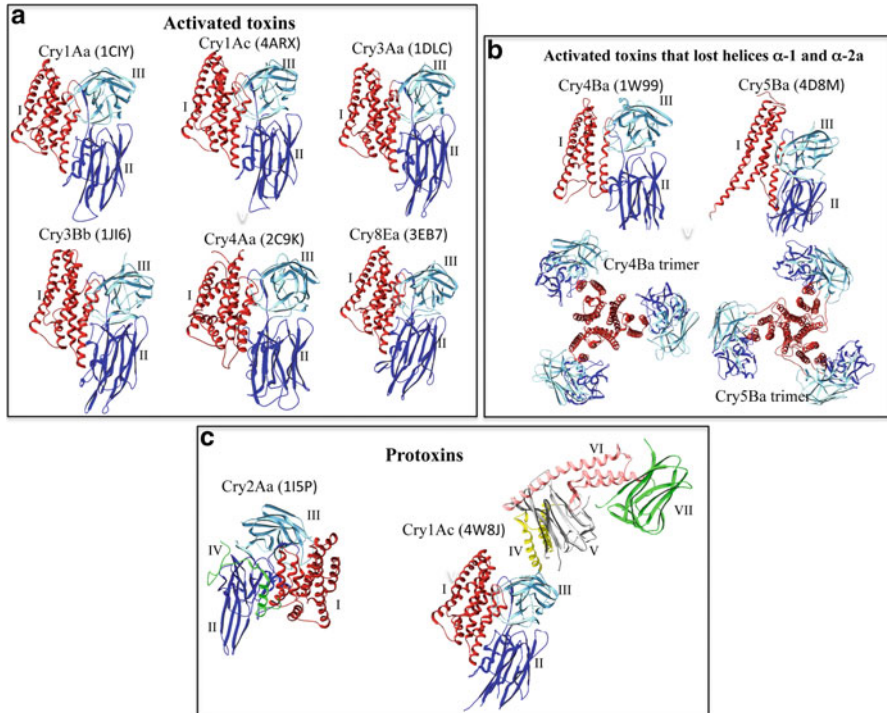 a
Activated toxins
Cry1Aa (1CIY)
Cry1Ac (4ARX)
Cry3Aa (1DLC)
III
III
III
I
I
I
II
II
II
Cry3Bb (1JI6)
Cry4Aa (2C9K)
Cry8Ea (3EB7)
III
III
III
I
I
I
II
II
II
b
Activated toxins that lost helices α-1 and α-2a
Cry4Ba (1W99)
Cry5Ba (4D8M)
III
III
I
I
II
II
Cry4Ba trimer
Cry5Ba trimer
c
Protoxins
Cry2Aa (1I5P)
III
IV
I
II
Cry1Ac (4W8J)
VI
VII
IV
V
I
III
II